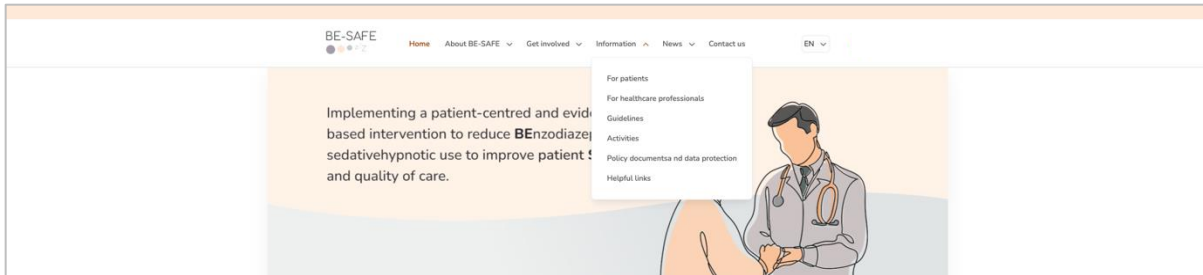 BE-SAFE
Home About BE-SAFE Get involved Information News Contact us EN
For patients
For healthcare professionals
Guidelines
Activities
Policy documentsa nd data protection
Helpful links
Implementing a patient-centred and evid
based intervention to reduce BEnzodiazep
sedativehypnotic use to improve patient
and quality of care.